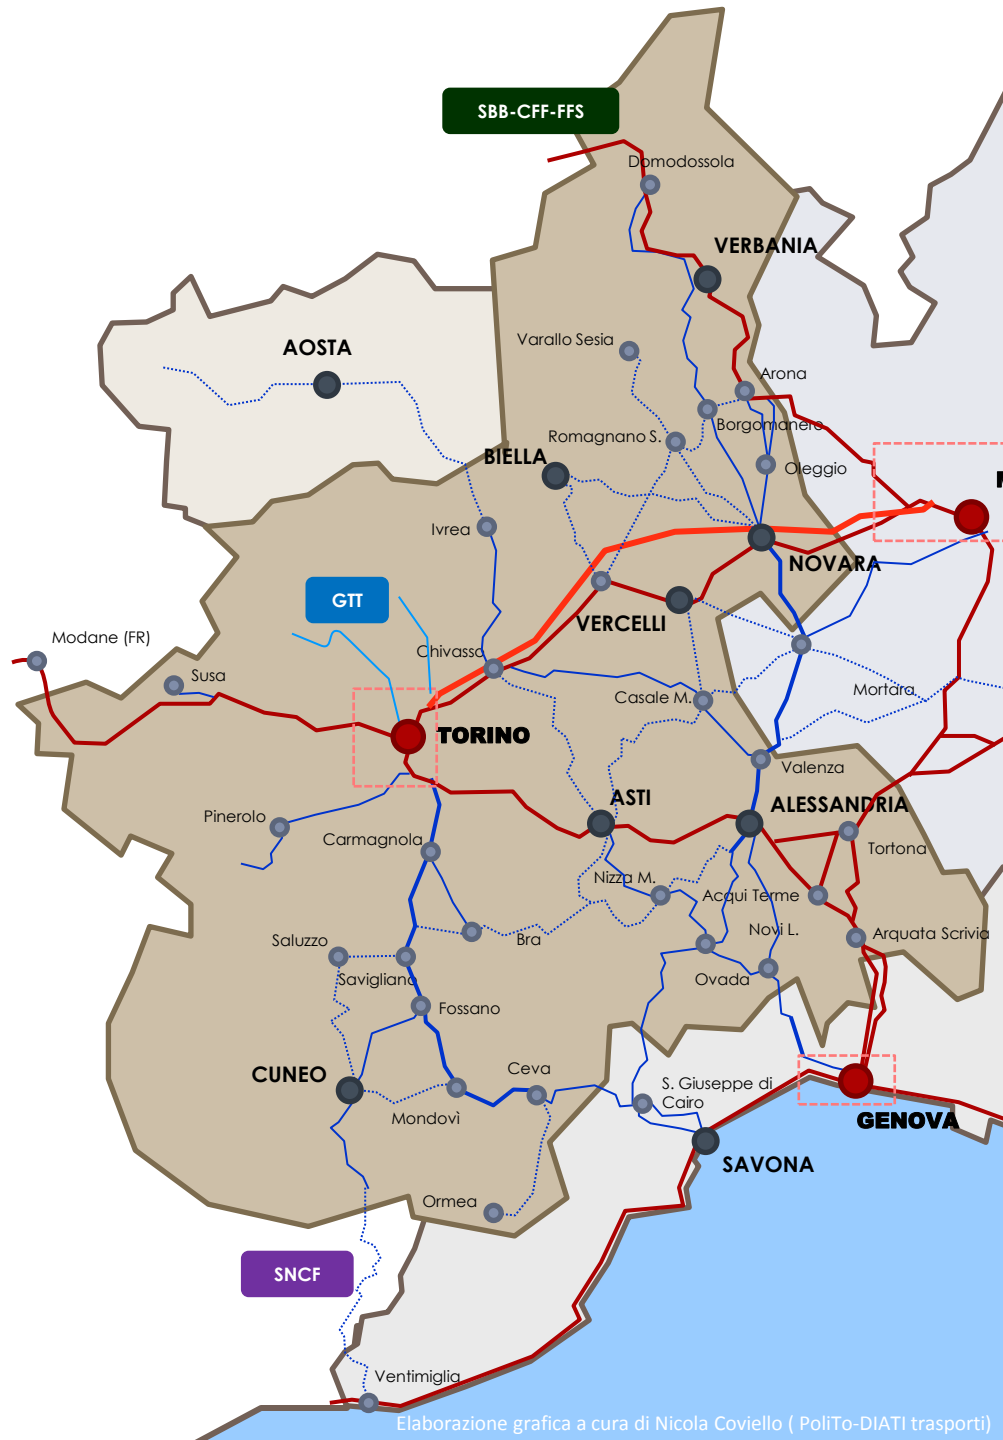 SBB-CFF-FFS
Domodossola
VERBANIA
Varallo Sesia
AOSTA
Arona
Borgomanero
Romagnano S.
BIELLA
Oleggio
Ivrea
NOVARA
GTT
VERCELLI
Modane (FR)
Chivasso
Susa
Casale M.
Mortara
TORINO
Valenza
ASTI
ALESSANDRIA
Pinerolo
Carmagnola
Tortona
Nizza M.
Acqui Terme
Saluzzo
Bra
Novi L.
Arquata Scrivia
Savigliano
Ovada
Fossano
CUNEO
Ceva
S. Giuseppe di
Cairo
Mondovì
GENOVA
SAVONA
Ormea
SNCF
Ventimiglia
Elaborazione grafica a cura di Nicola Coviello ( PoliTo-DIATI trasporti)